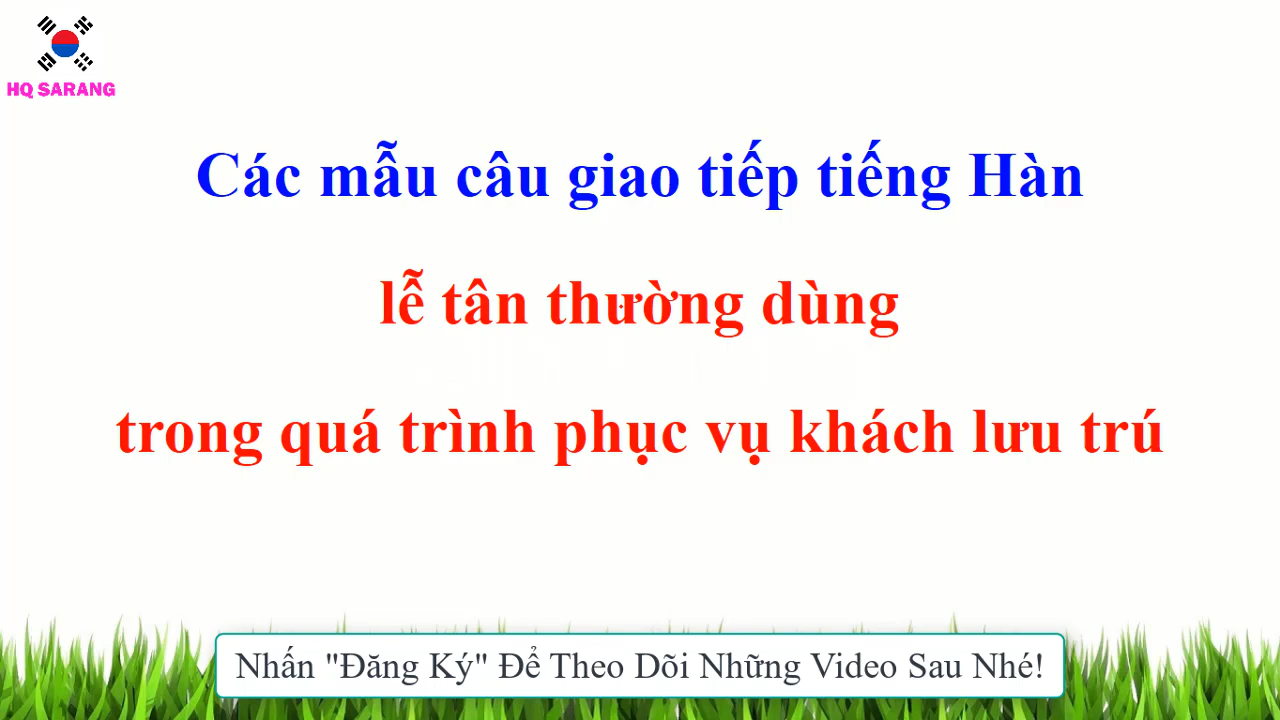 HQ SARANG
Các mẫu câu giao tiếp tiếng Hàn
lễ tân thường dùng
trong quá trình phục vụ khách lưu trú
Nhấn "Đăng Ký" Để Theo Dõi Những Video Sau Nhé!